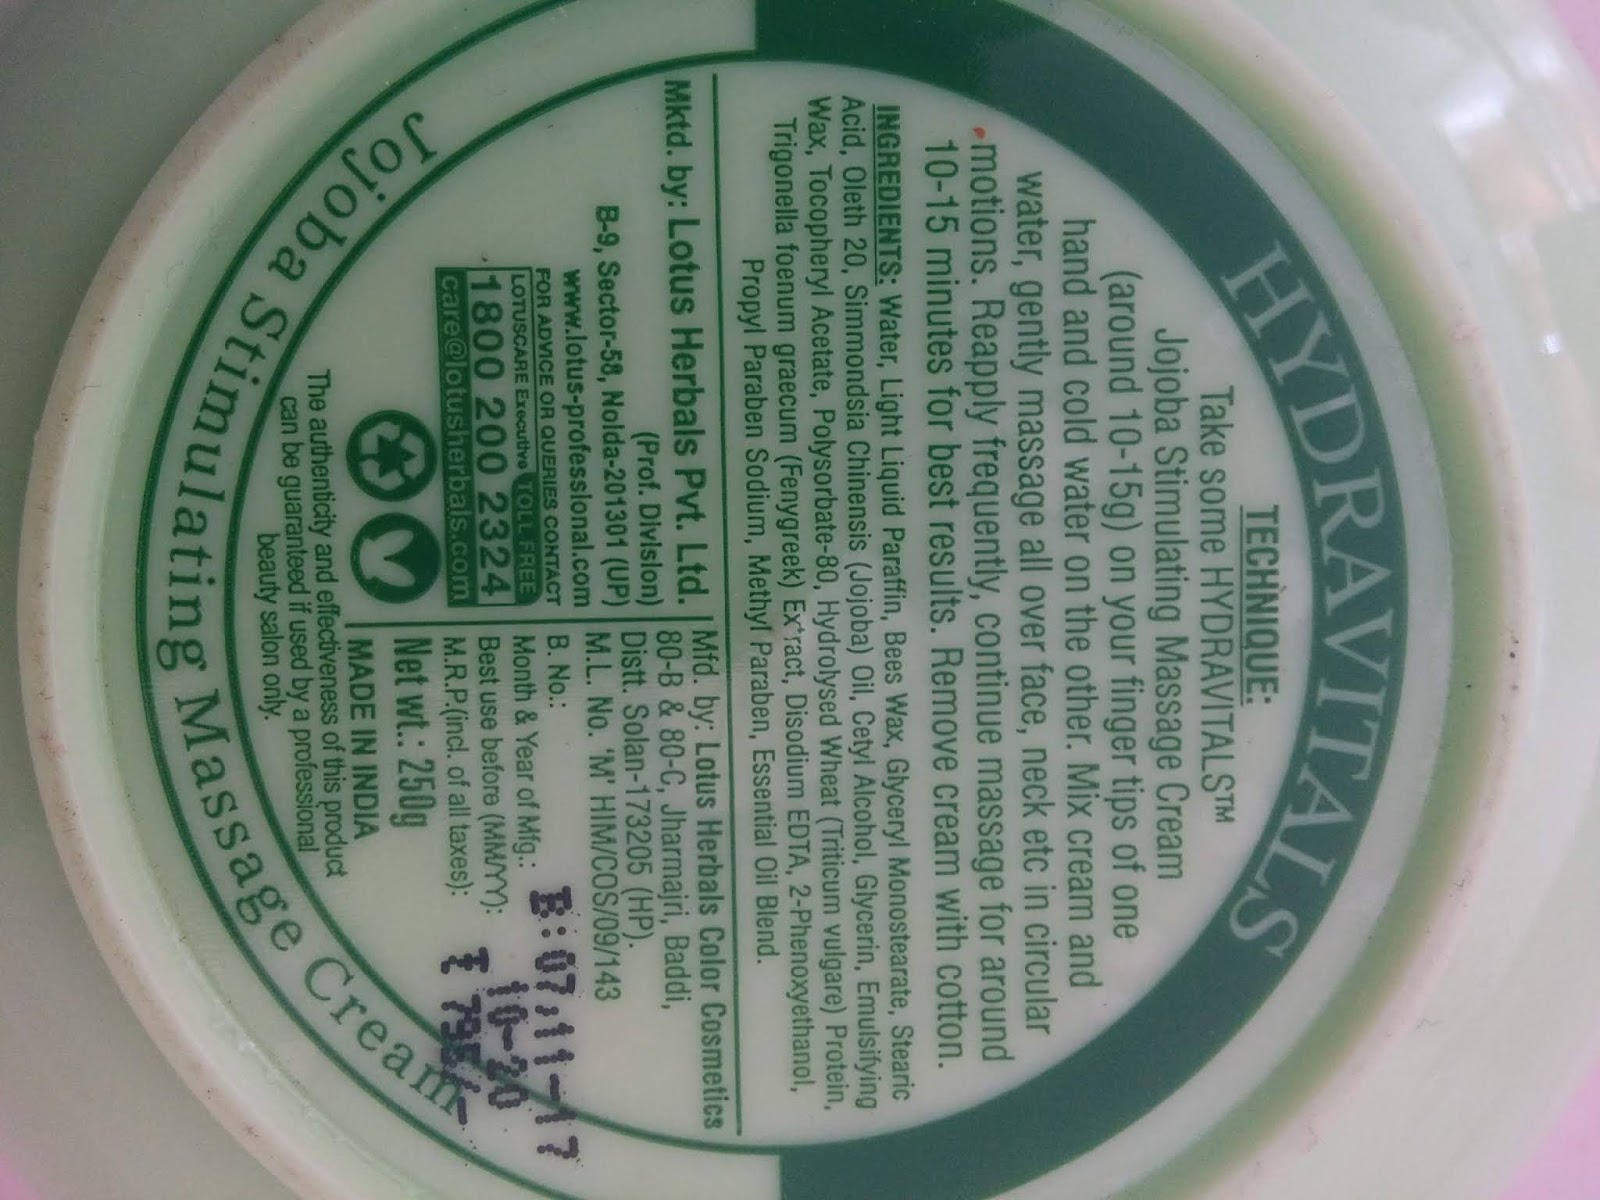 HYDRAVITALS
TECHNIQUE:
Take some HYDRAVITALS™
Jojoba Stimulating Massage Cream
(around 10-15g) on your finger tips of one
hand and cold water on the other. Mix cream and
water, gently massage all over face, neck etc in circular
motions. Reapply frequently, continue massage for around
10-15 minutes for best results. Remove cream with cotton.
INGREDIENTS: Water, Light Liquid Paraffin, Bees Wax, Glyceryl Monostearate, Stearic
Acid, Oleth 20, Simmondsia Chinensis (Jojoba) Oil, Cetyl Alcohol, Glycerin, Emulsifying
Wax, Tocopheryl Acetate, Polysorbate-80, Hydrolysed Wheat (Triticum vulgare) Protein,
Trigonella foenum graecum (Fenygreek) Extract, Disodium EDTA, 2-Phenoxyethanol,
Propyl Paraben Sodium, Methyl Paraben, Essential Oil Blend.
Mktd. by: Lotus Herbals Pvt. Ltd.
(Prof. Division)
B-9, Sector-58, Noida-201301 (UP)
www.lotus-professional.com
FOR ADVICE OR QUERIES CONTACT
LOTUSCARE Executive TOLL FREE
1800 200 2324
care@lotusherbals.com
Mfd. by: Lotus Herbals Color Cosmetics
80-B & 80-C, Jharmajri, Baddi,
Distt. Solan-173205 (HP).
M.L. No. 'M' HIM/COS/09/143
B. No.:
Month & Year of Mfg.:
Best use before (MM/YY):
M.R.P.(incl. of all taxes):
10-20
Net wt.: 250g
MADE IN INDIA
The authenticity and effectiveness of this product
can be guaranteed if used by a professional
beauty salon only.
Jojoba Stimulating Massage Cream